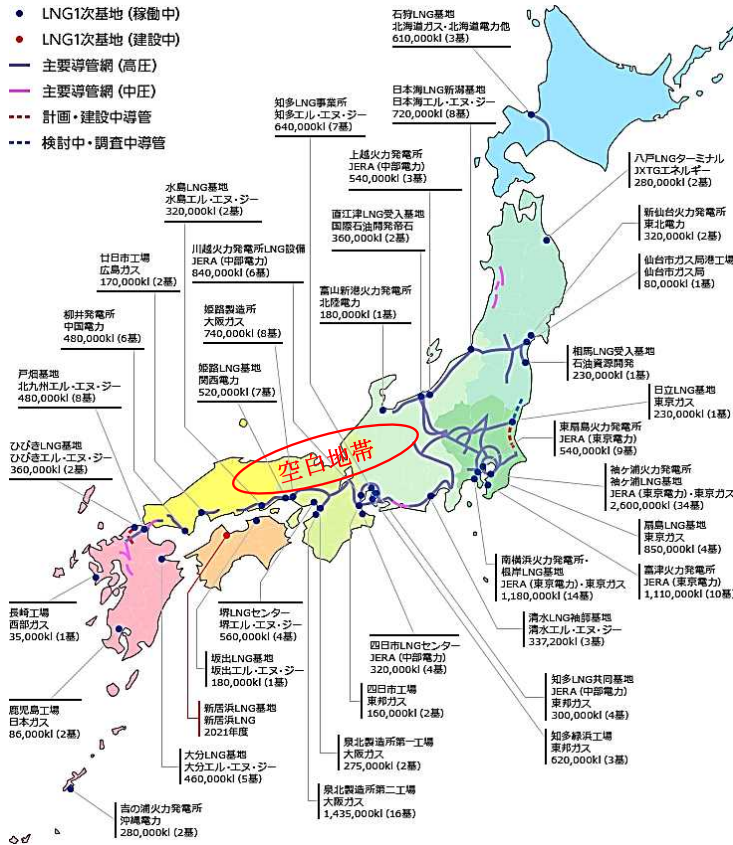 LNG1次基地 (稼働中)
LNG1次基地 (建設中)
主要導管網 (高圧)
主要導管網 (中圧)
計画・建設中導管
検討中・調査中導管
石狩LNG基地
北海道ガス・北海道電力他
610,000kl (3基)
知多LNG事業所
知多エル・エヌ・ジー
640,000kl (7基)
日本海LNG新潟基地
日本海エル・エヌ・ジー
720,000kl (8基)
上越火力発電所
JERA (中部電力)
540,000kl (3基)
八戸LNGターミナル
JXTGエネルギー
280,000kl (2基)
水島LNG基地
水島エル・エヌ・ジー
320,000kl (2基)
直江津LNG受入基地
国際石油開発帝石
360,000kl (2基)
新仙台火力発電所
東北電力
320,000kl (2基)
廿日市工場
広島ガス
170,000kl (2基)
川越火力発電所LNG設備
JERA (中部電力)
840,000kl (6基)
富山新港火力発電所
北陸電力
180,000kl (1基)
仙台市ガス局港工場
仙台市ガス局
80,000kl (1基)
柳井発電所
中国電力
480,000kl (6基)
姫路製造所
大阪ガス
740,000kl (8基)
相馬LNG受入基地
石油資源開発
230,000kl (1基)
戸畑基地
北九州エル・エヌ・ジー
480,000kl (8基)
姫路LNG基地
関西電力
520,000kl (7基)
日立LNG基地
東京ガス
230,000kl (1基)
ひびきLNG基地
ひびきエル・エヌ・ジー
360,000kl (2基)
空白地帯
東扇島火力発電所
JERA (東京電力)
540,000kl (9基)
袖ヶ浦火力発電所
袖ヶ浦LNG基地
JERA (東京電力)・東京ガス
2,600,000kl (34基)
扇島LNG基地
東京ガス
850,000kl (4基)
南横浜火力発電所・
根岸LNG基地
JERA (東京電力)・東京ガス
1,180,000kl (14基)
富津火力発電所
JERA (東京電力)
1,110,000kl (10基)
長崎工場
西部ガス
35,000kl (1基)
堺LNGセンター
堺エル・エヌ・ジー
560,000kl (4基)
清水LNG袖師基地
清水エル・エヌ・ジー
337,200kl (3基)
四日市LNGセンター
JERA (中部電力)
320,000kl (4基)
坂出LNG基地
坂出エル・エヌ・ジー
180,000kl (1基)
知多LNG共同基地
JERA (中部電力)
東邦ガス
300,000kl (4基)
四日市工場
東邦ガス
160,000kl (2基)
鹿児島工場
日本ガス
86,000kl (2基)
新居浜LNG基地
新居浜LNG
2021年度
知多緑浜工場
東邦ガス
620,000kl (3基)
泉北製造所第一工場
大阪ガス
275,000kl (2基)
大分LNG基地
大分エル・エヌ・ジー
460,000kl (5基)
泉北製造所第二工場
大阪ガス
1,435,000kl (16基)
吉の浦火力発電所
沖縄電力
280,000kl (2基)